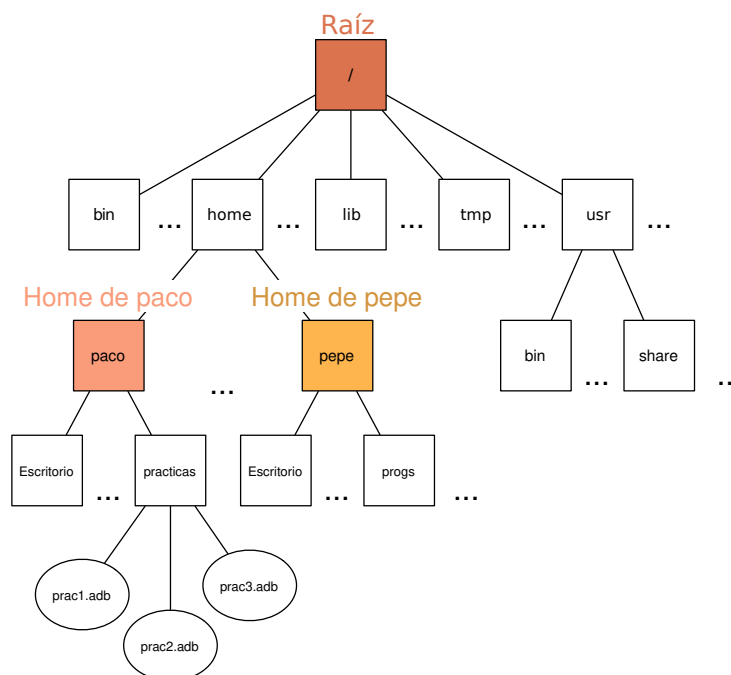 Raíz
/
bin ... home ... lib ... tmp ... usr ...
Home de paco Home de pepe
paco ... pepe bin ... share ...
Escritorio ... practicas Escritorio ... progs ...
prac1.adb prac2.adb prac3.adb